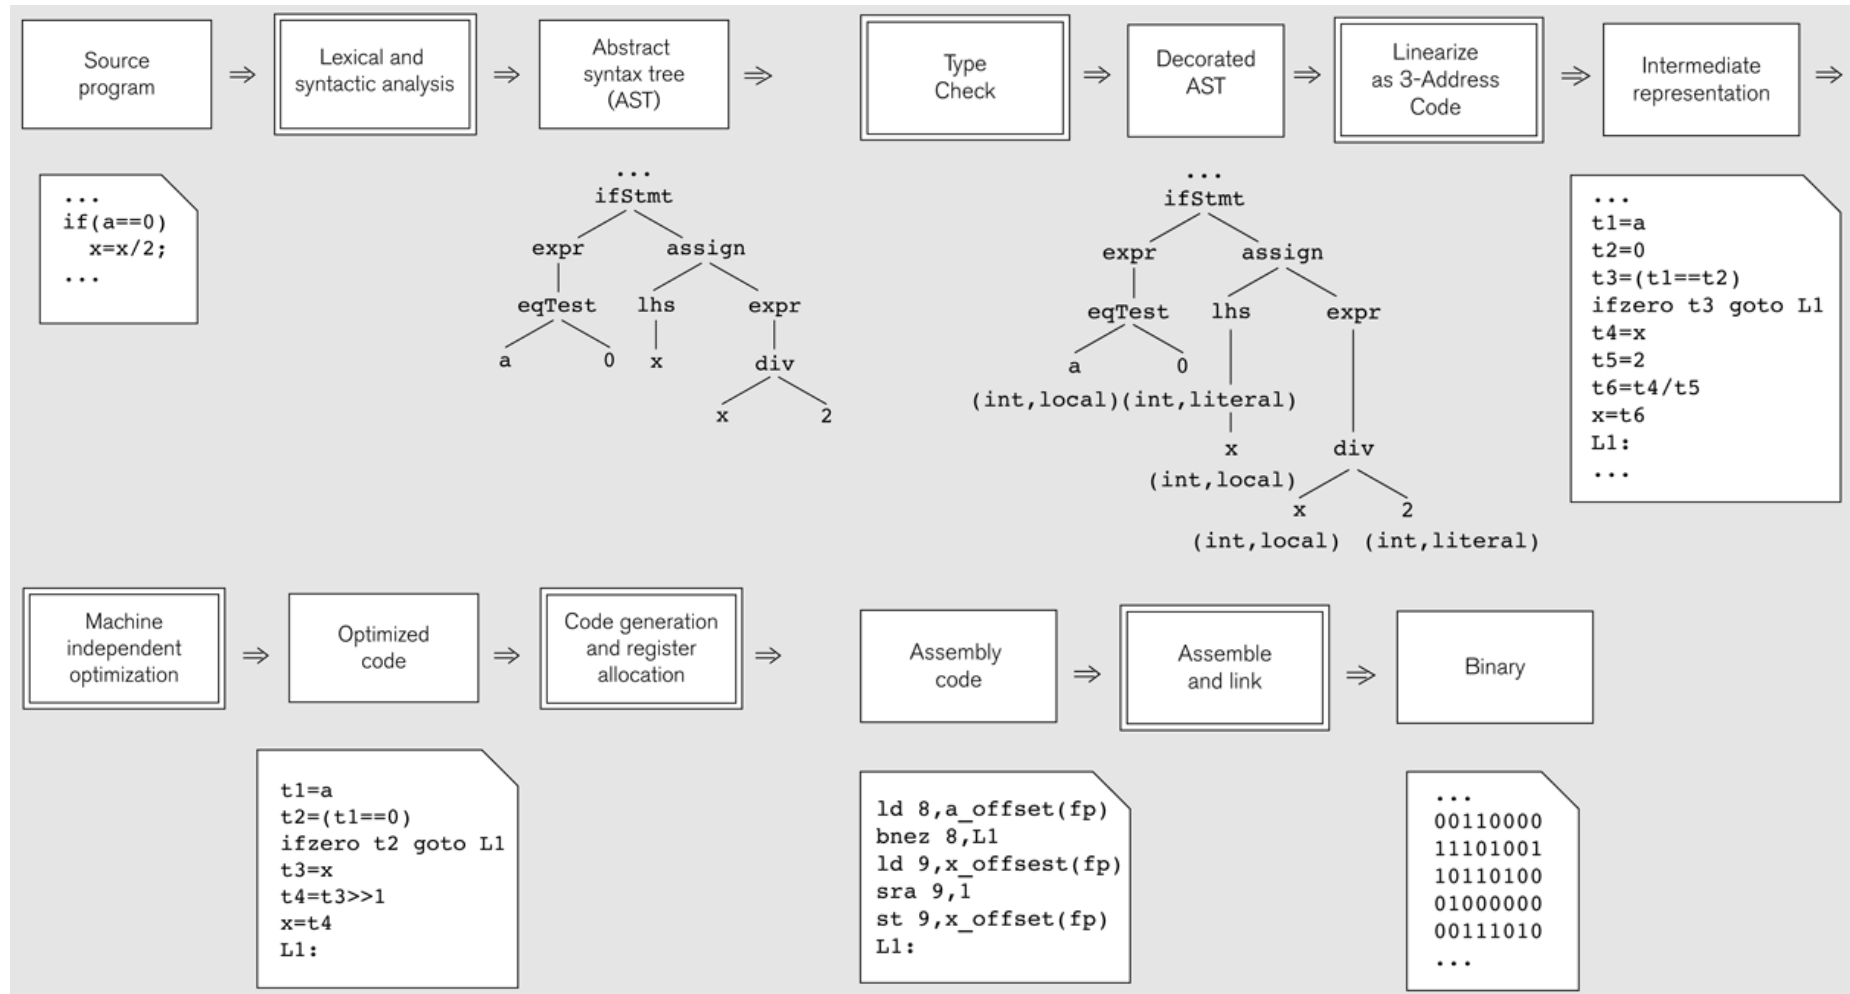 Source
program
Lexical and
syntactic analysis
Abstract
syntax tree
(AST)
Type
Check
Decorated
AST
Linearize
as 3-Address
Code
Intermediate
representation
...
if(a==0)
x=x/2;
...
...
ifStmt
expr assign
eqTest lhs expr
a 0 x div
x 2
...
ifStmt
expr assign
eqTest lhs expr
a 0
(int,local)(int,literal)
x div
(int,local)
x 2
(int,local) (int,literal)
...
t1=a
t2=0
t3=(t1==t2)
ifzero t3 goto L1
t4=x
t5=2
t6=t4/t5
x=t6
L1:
...
Machine
independent
optimization
Optimized
code
Code generation
and register
allocation
Assembly
code
Assemble
and link
Binary
t1=a
t2=(t1==0)
ifzero t2 goto L1
t3=x
t4=t3>>1
x=t4
L1:
ld 8,a_offset(fp)
bnez 8,L1
ld 9,x_offsest(fp)
sra 9,1
st 9,x_offset(fp)
L1:
...
00110000
11101001
10110100
01000000
00111010
...